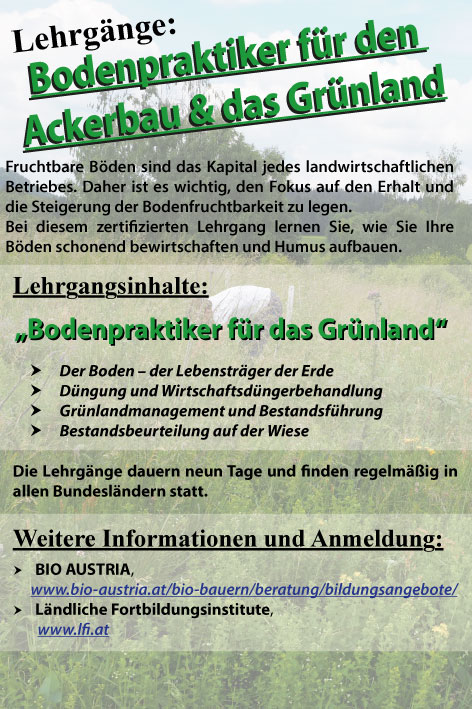 Lehrgänge:
Bodenpraktiker für den
Ackerbau & das Grünland
Fruchtbare Böden sind das Kapital jedes landwirtschaftlichen
Betriebes. Daher ist es wichtig, den Fokus auf den Erhalt und
die Steigerung der Bodenfruchtbarkeit zu legen.
Bei diesem zertifizierten Lehrgang lernen Sie, wie Sie Ihre
Böden schonend bewirtschaften und Humus aufbauen.
Lehrgangsinhalte:
„Bodenpraktiker für das Grünland“
➤ Der Boden – der Lebensträger der Erde
➤ Düngung und Wirtschaftsdüngerbehandlung
➤ Grünlandmanagement und Bestandsführung
➤ Bestandsbeurteilung auf der Wiese
Die Lehrgänge dauern neun Tage und finden regelmäßig in
allen Bundesländern statt.
Weitere Informationen und Anmeldung:
➤ BIO AUSTRIA,
www.bio-austria.at/bio-bauern/beratung/bildungsangebote/
➤ Ländliche Fortbildungsinstitute,
www.lfi.at